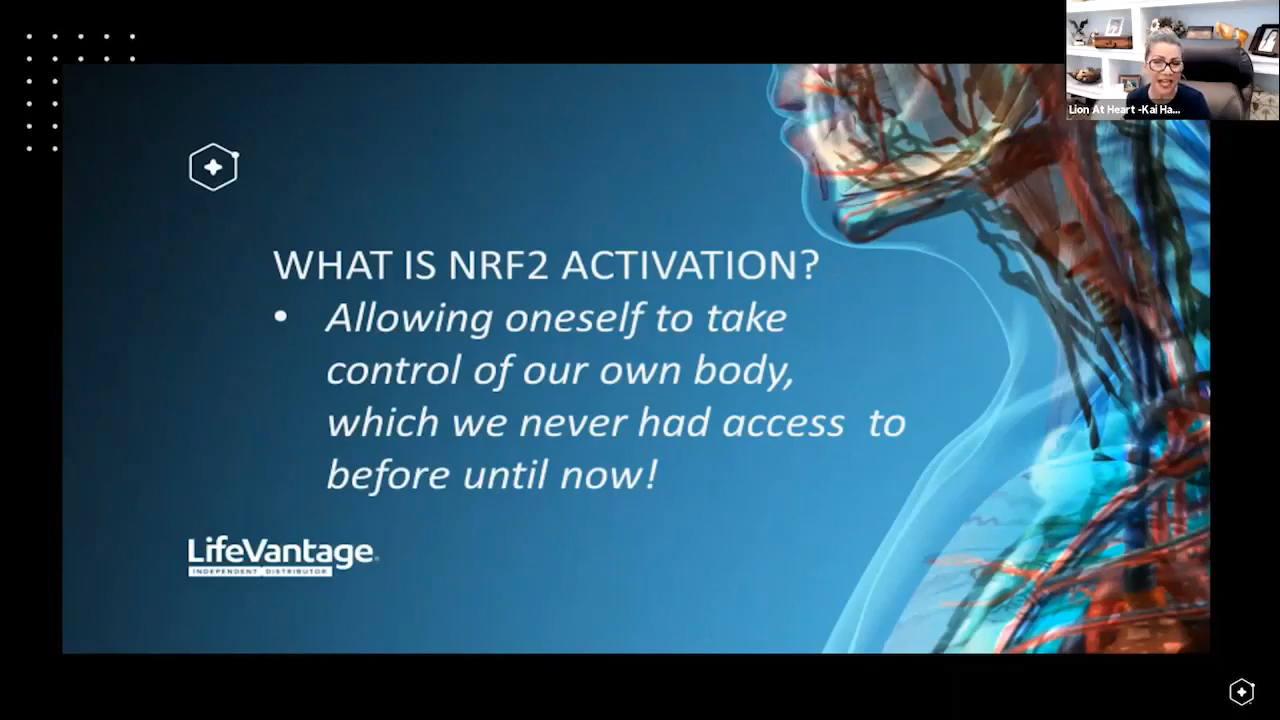 Lion At Heart -Kai Ha...
WHAT IS NRF2 ACTIVATION?
• Allowing oneself to take
control of our own body,
which we never had access to
before until now!
LifeVantage
INDEPENDENT DISTRIBUTOR